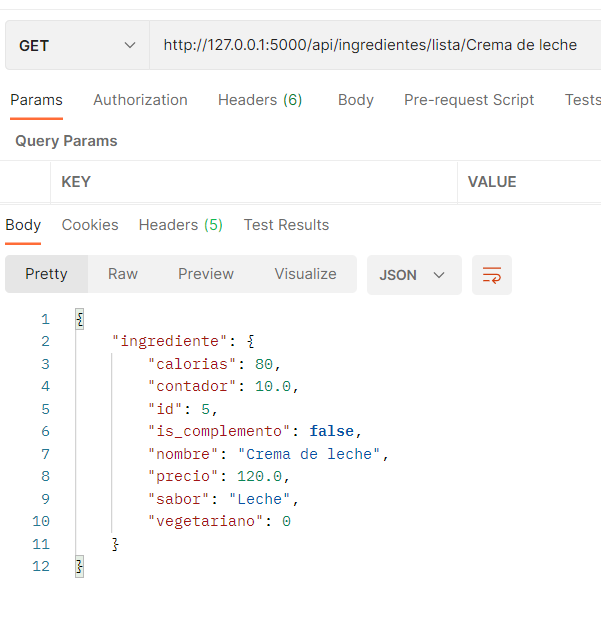 GET http://127.0.0.1:5000/api/ingredientes/lista/Crema de leche
Params Authorization Headers (6) Body Pre-request Script Tests
Query Params
KEY VALUE
Body Cookies Headers (5) Test Results
Pretty Raw Preview Visualize JSON
1 {
2 "ingrediente": {
3 "calorias": 80,
4 "contador": 10.0,
5 "id": 5,
6 "is_complemento": false,
7 "nombre": "Crema de leche",
8 "precio": 120.0,
9 "sabor": "Leche",
10 "vegetariano": 0
11 }
12 }